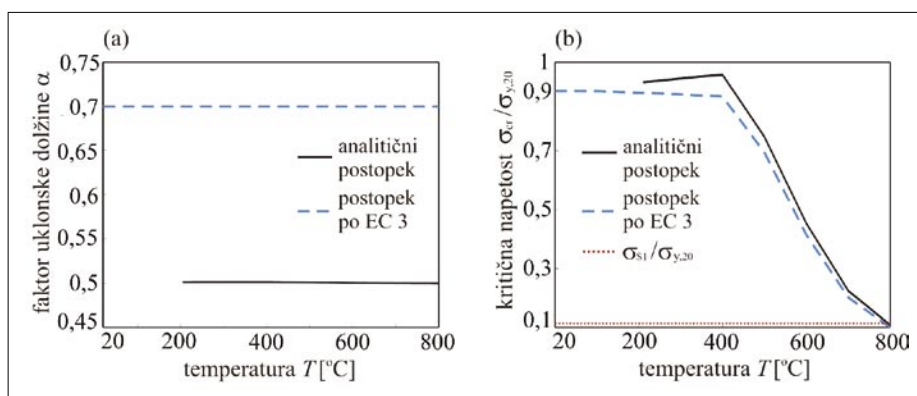 (a)
faktor uklonske dolžine α
0,75
0,7
0,65
0,6
0,55
0,5
0,45
analitični
postopek
postopek
po EC 3
20
200
400
600
800
temperatura T [ºC]
(b)
kritična napetost σcr/σy,20
1
0,9
0,7
0,5
0,3
0,1
analitični
postopek
postopek
po EC 3
σS1/σy,20
20
200
400
600
800
temperatura T [ºC]